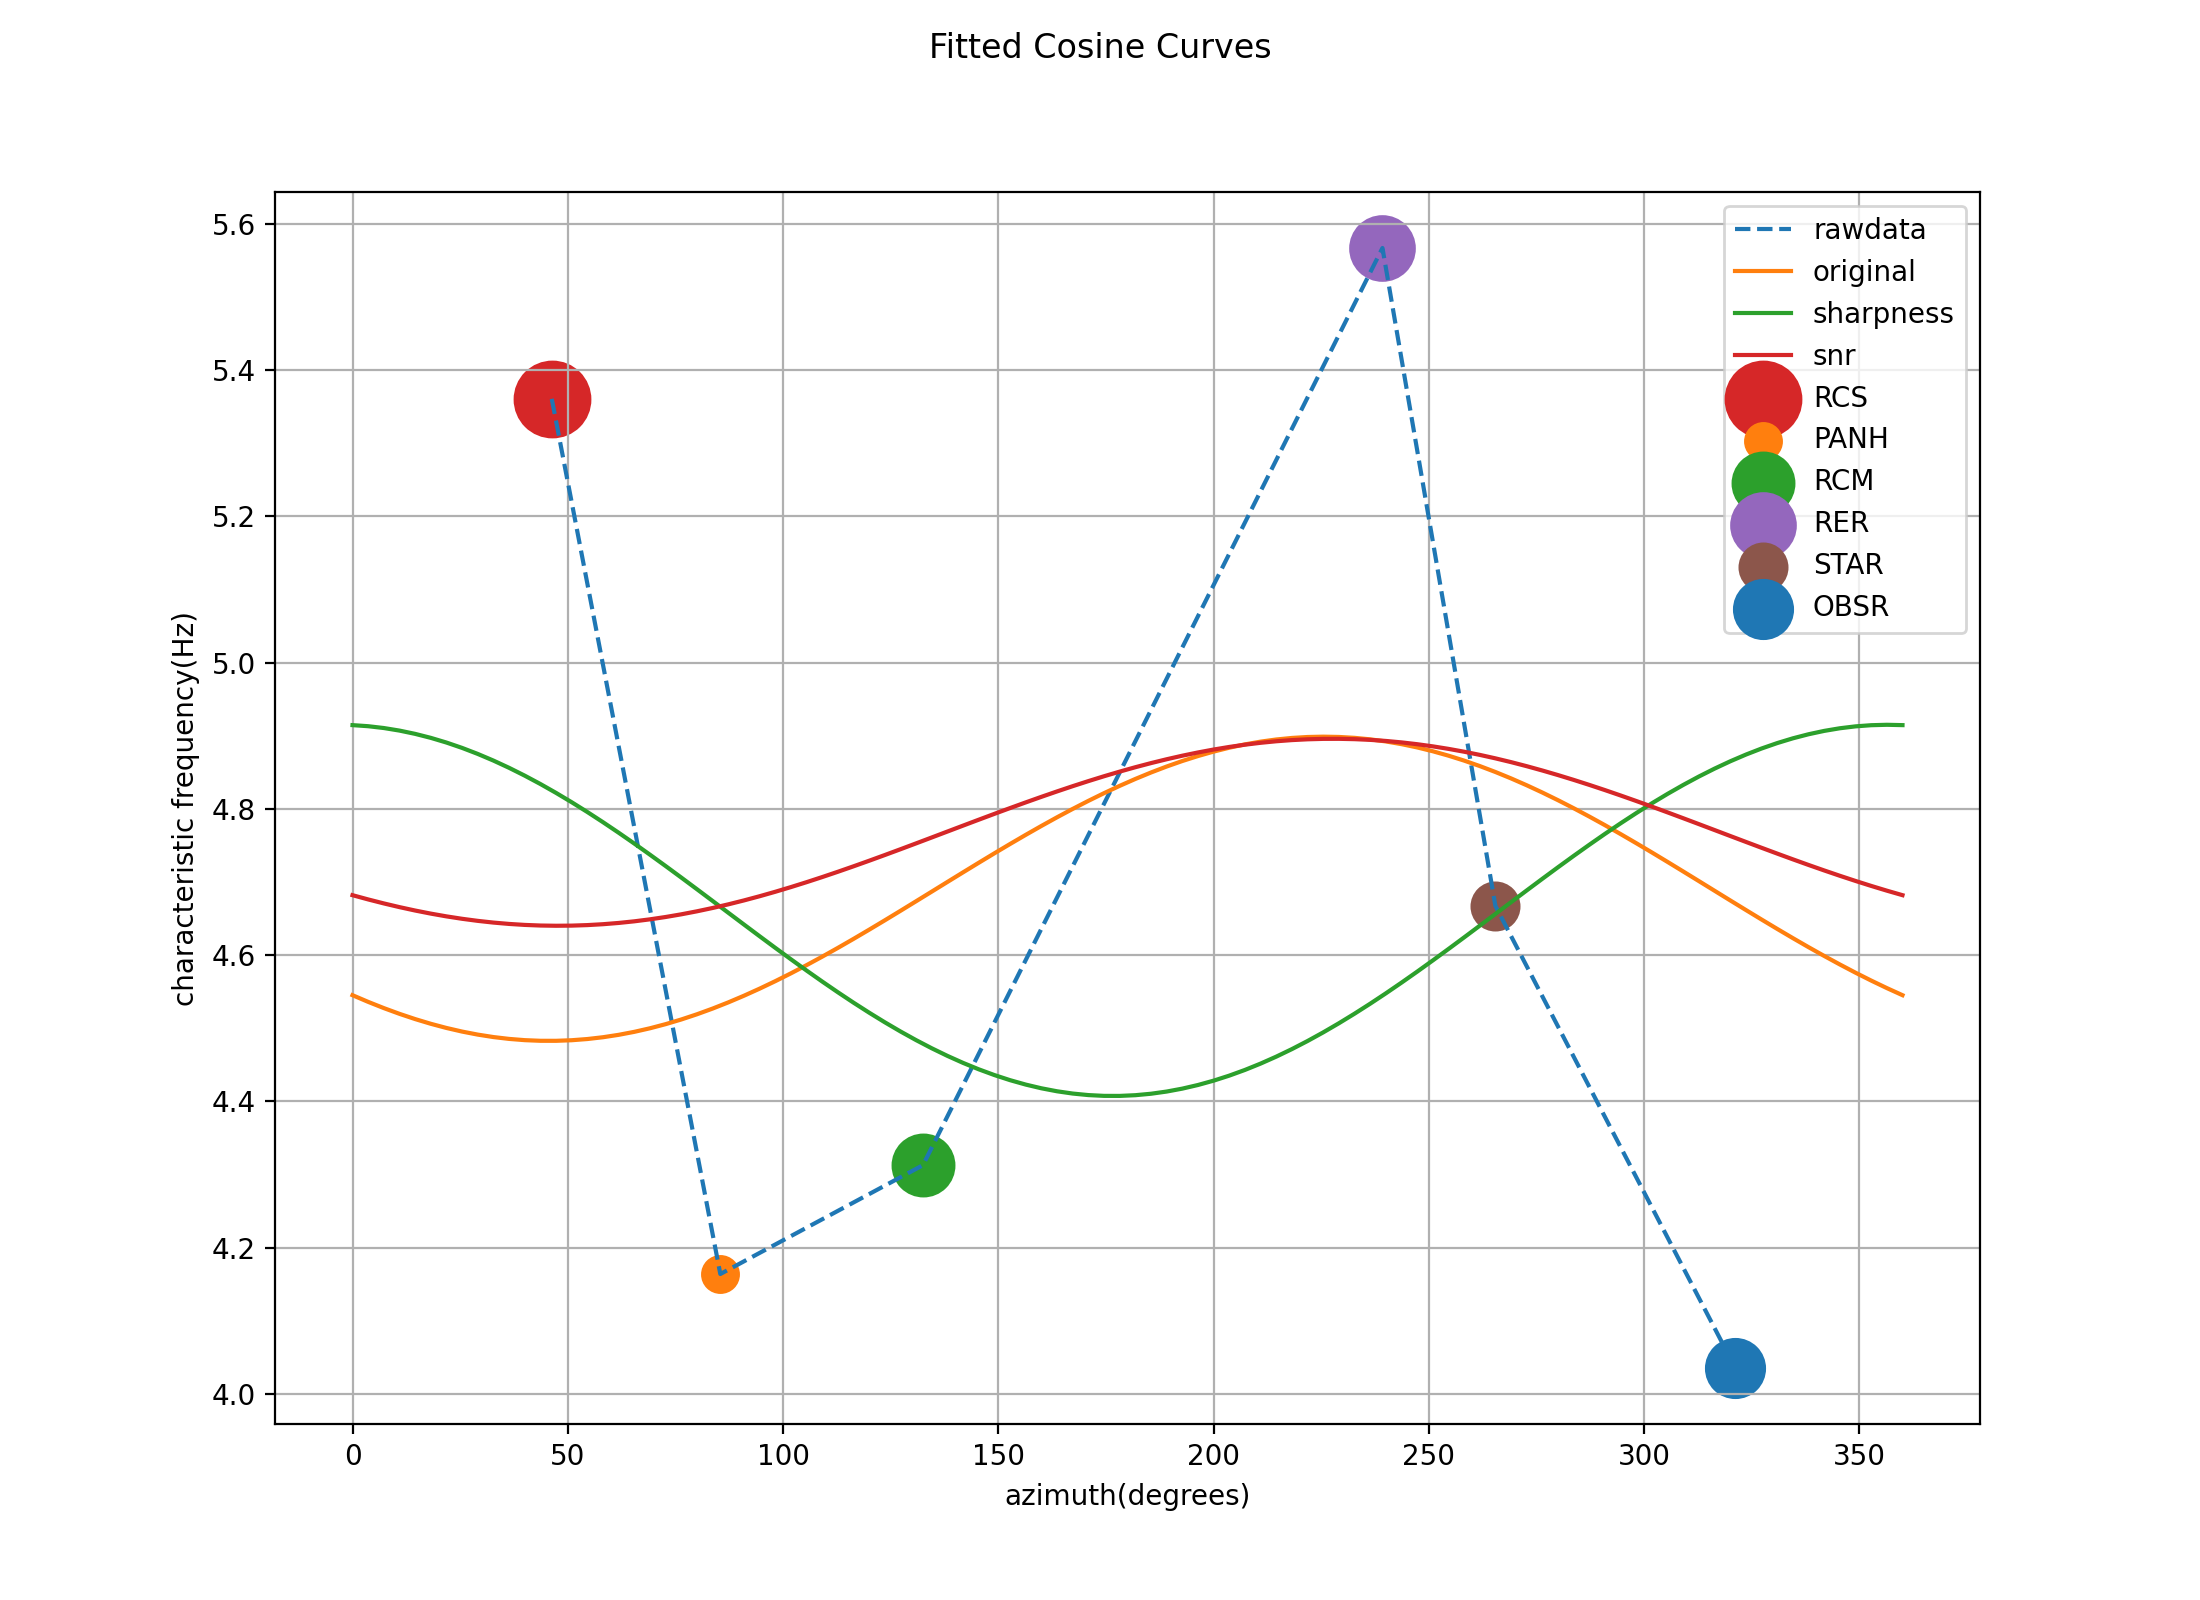 Fitted Cosine Curves
5.6
5.4
5.2
5.0
4.8
4.6
4.4
4.2
4.0
characteristic frequency(Hz)
rawdata
original
sharpness
snr
RCS
PANH
RCM
RER
STAR
OBSR
0 50 100 150 200 250 300 350
azimuth(degrees)